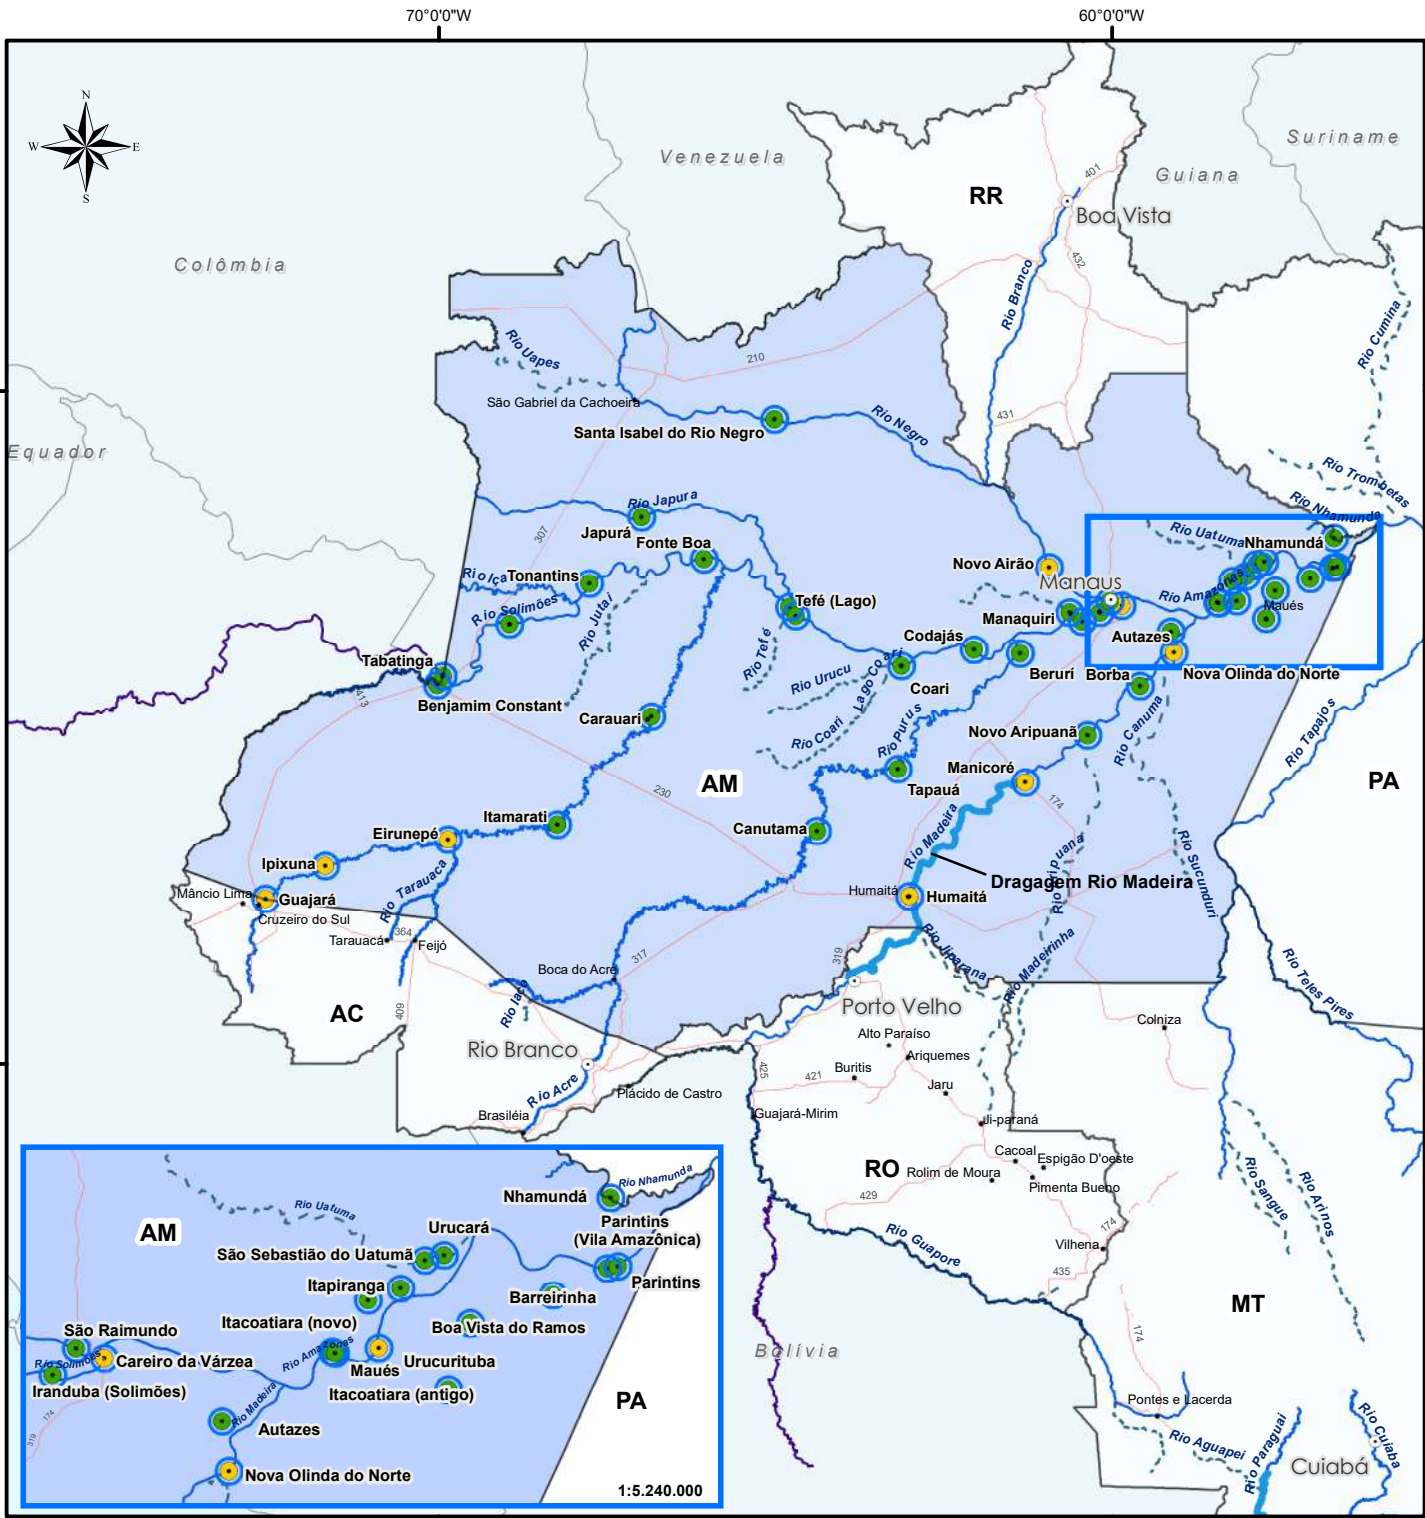 70°0'0"W
60°0'0"W
N
W
E
S
Venezuela
Suriname
Guiana
Colômbia
Equador
Bolívia
RR
401
Boa Vista
432
Rio Branco
Rio Cumina
Rio Uapes
210
São Gabriel da Cachoeira
431
Rio Negro
Santa Isabel do Rio Negro
Rio Trombetas
Rio Nhamunda
Rio Japura
307
Japurá
Fonte Boa
Rio Uatuma
Nhamundá
Novo Airão
Manaus
Rio Iça
Tonantins
Rio Solimões
Rio Jutaí
Tefé (Lago)
Rio Amazonas
Maués
Manaquiri
Codajás
Autazes
Rio Tefé
Tabatinga
Rio Urucu
Lago Coari
Coari
Berurí
Borba
Nova Olinda do Norte
413
Benjamim Constant
Carauari
Rio Coari
Rio Purus
Novo Aripuanã
Rio Canuma
Rio Tapajos
AM
230
Tapauá
Manicoré
174
PA
Itamarati
Eirunepé
Canutama
Rio Madeira
Ipixuna
Rio Tarauaca
Rio Aripuana
Rio Sucunduri
Dragagem Rio Madeira
Mâncio Lima
Guajará
Humaitá
Humaitá
Cruzeiro do Sul
Tarauacá
364
Feijó
317
319
Rio Jiparana
Rio Madeirinha
Boca do Acre
Rio Teles Pires
AC
409
Rio Iaco
Porto Velho
Colniza
Rio Branco
Alto Paraíso
Ariquemes
425
421
Buritis
Jaru
Rio Acre
Plácido de Castro
Brasiléia
Guajará-Mirim
Ji-paraná
RO
Cacoal
Espigão D'oeste
Rolim de Moura
Pimenta Bueno
429
Rio Sangue
Rio Arinos
174
Rio Guapore
Vilhena
435
MT
174
Pontes e Lacerda
Rio Aguapei
Rio Paraguai
Rio Cuiaba
Cuiabá
AM
Rio Uatuma
Nhamundá
Rio Nhamunda
Parintins
(Vila Amazônica)
Urucará
São Sebastião do Uatumã
Parintins
Itapiranga
Barreirinha
Itacoatiara (novo)
Boa Vista do Ramos
São Raimundo
Rio Amazonas
Rio Solimões
Careiro da Várzea
Maués
Urucurituba
Iranduba (Solimões)
Itacoatiara (antigo)
Rio Madeira
PA
174
319
Autazes
Nova Olinda do Norte
1:5.240.000